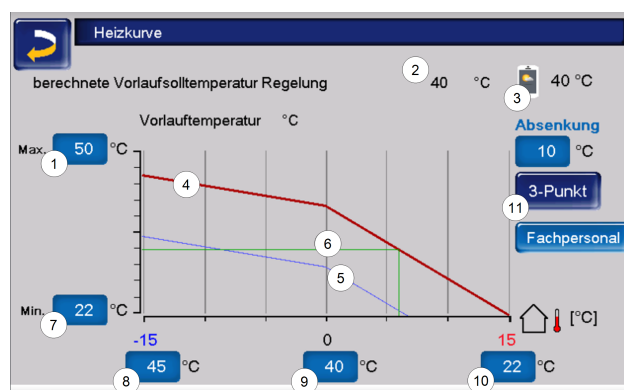 Heizkurve
2
berechnete Vorlaufsolltemperatur Regelung 40 °C 40 °C
3
Vorlauftemperatur °C
Absenkung
Max. 50 °C
10 °C
1
4
3-Punkt
11
6
Fachpersonal
5
Min. 22 °C
[°C]
7
-15 0 15
45 °C 40 °C 22 °C
8 9 10